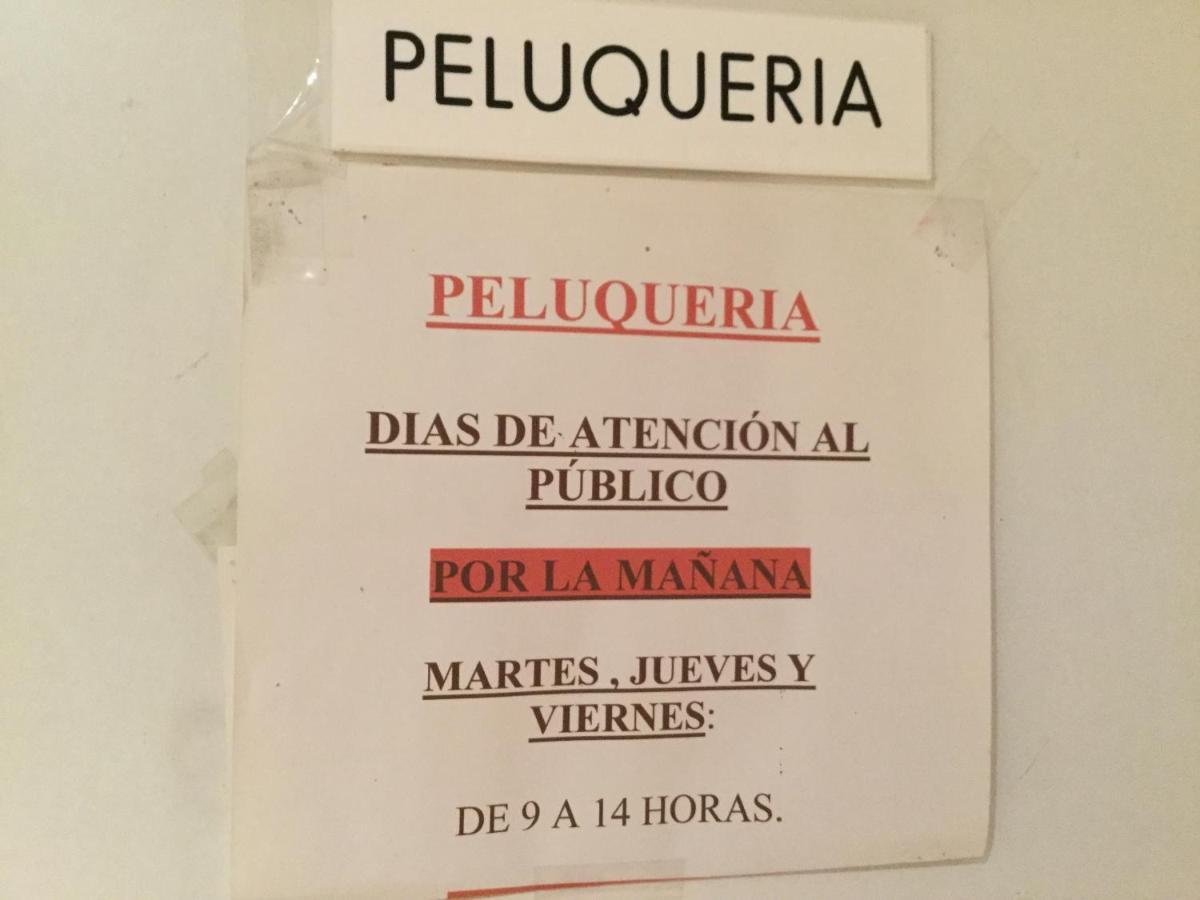 PELUQUERIA
PELUQUERIA
DIAS DE ATENCIÓN AL
PÚBLICO
POR LA MAÑANA
MARTES , JUEVES Y
VIERNES:
DE 9 A 14 HORAS.